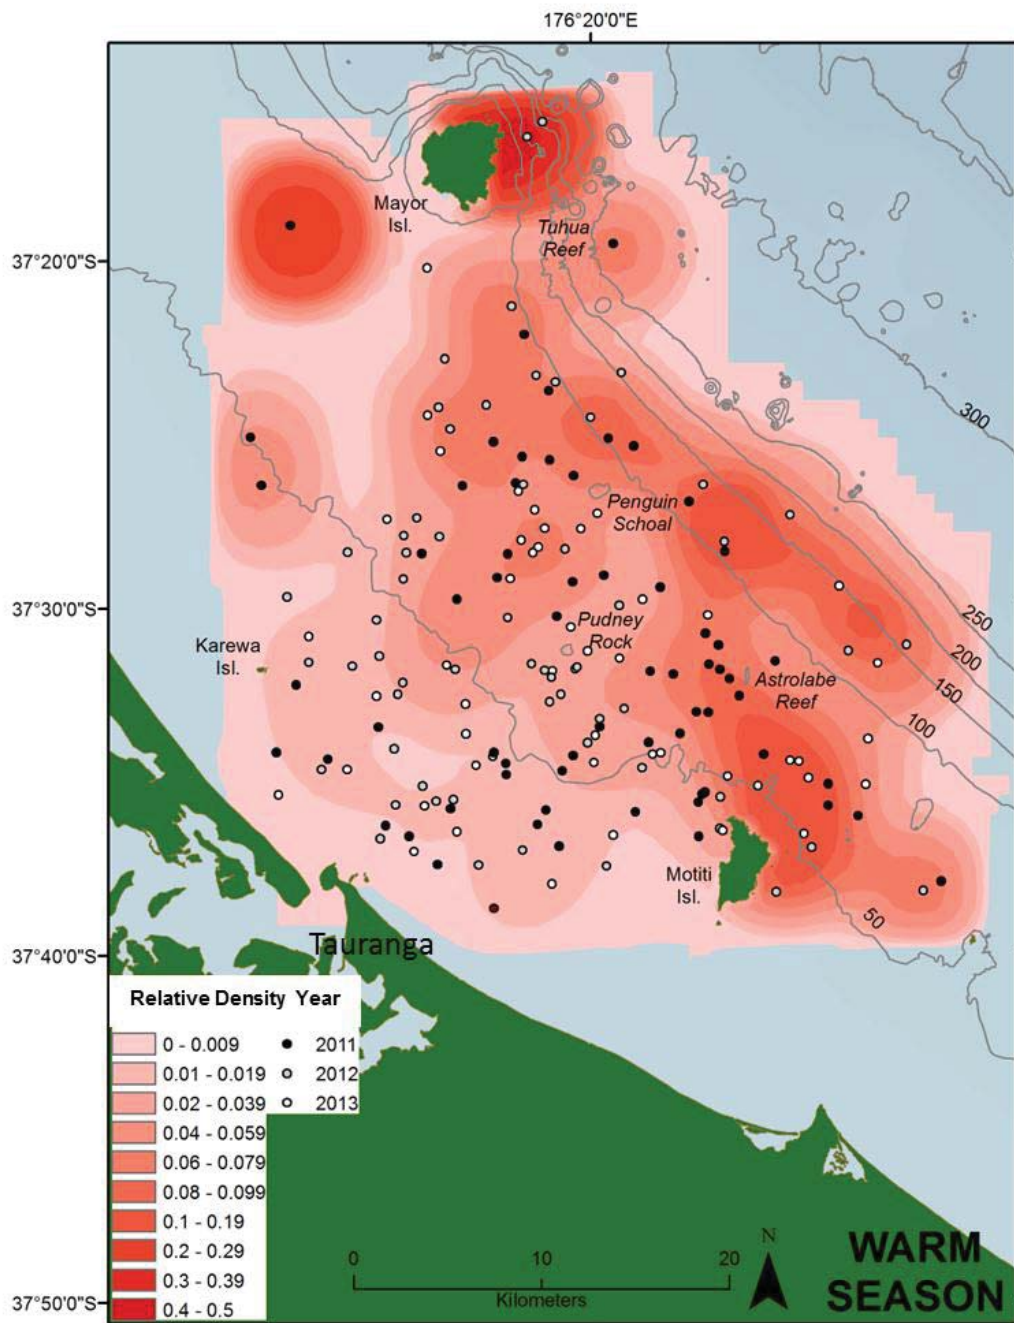 176°20'0"E
Mayor
Isl.
Tuhua
Reef
37°20'0"S
300
Penguin
Schoal
37°30'0"S
250
Karewa
Isl.
Pudney
Rock
200
Astrolabe
Reef
150
100
Motiti
Isl.
50
Tauranga
37°40'0"S
Relative Density Year
0 - 0.009 2011
0.01 - 0.019 2012
0.02 - 0.039 2013
0.04 - 0.059
0.06 - 0.079
0.08 - 0.099
0.1 - 0.19
0.2 - 0.29
0.3 - 0.39
0.4 - 0.5
0 10 20
Kilometers
N
WARM
SEASON
37°50'0"S